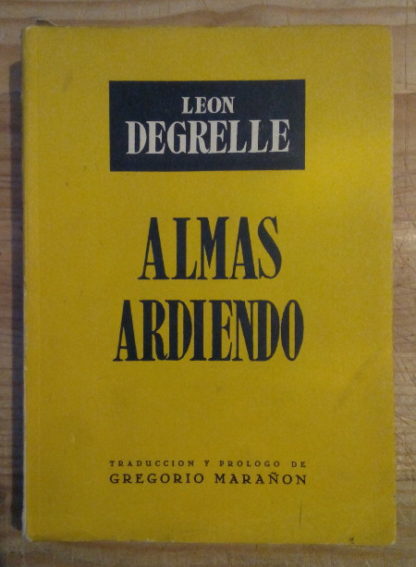 LEON
DEGRELLE
ALMAS
ARDIENDO
TRADUCCION Y PROLOGO DE
GREGORIO MARAÑON